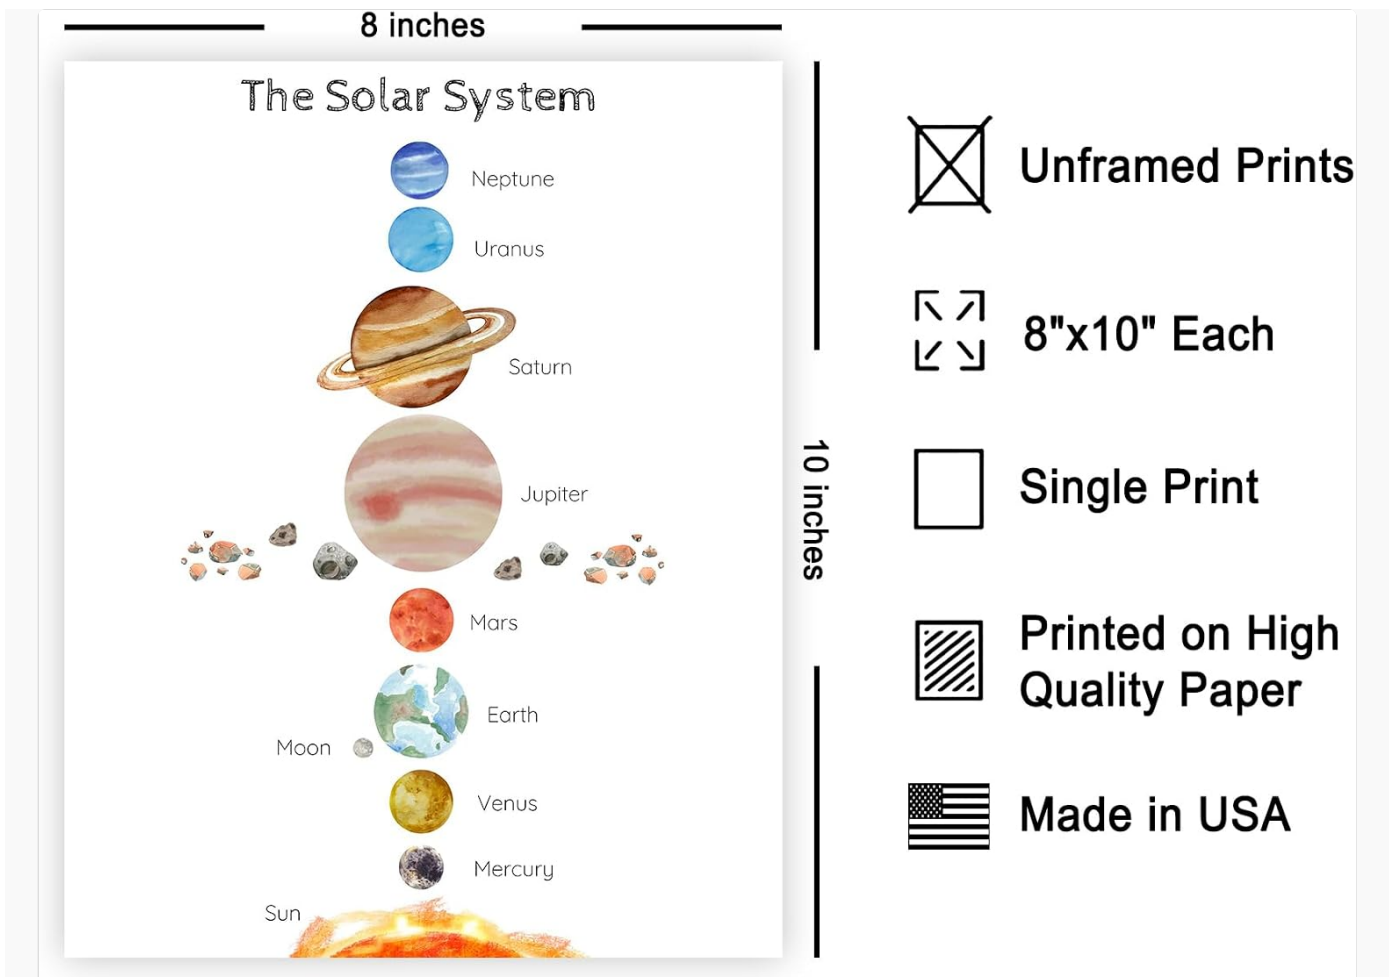 8 inches
The Solar System
Neptune
Uranus
Saturn
Jupiter
Mars
Earth
Moon
Venus
Mercury
Sun
10 inches
Unframed Prints
8"x10" Each
Single Print
Printed on High
Quality Paper
Made in USA